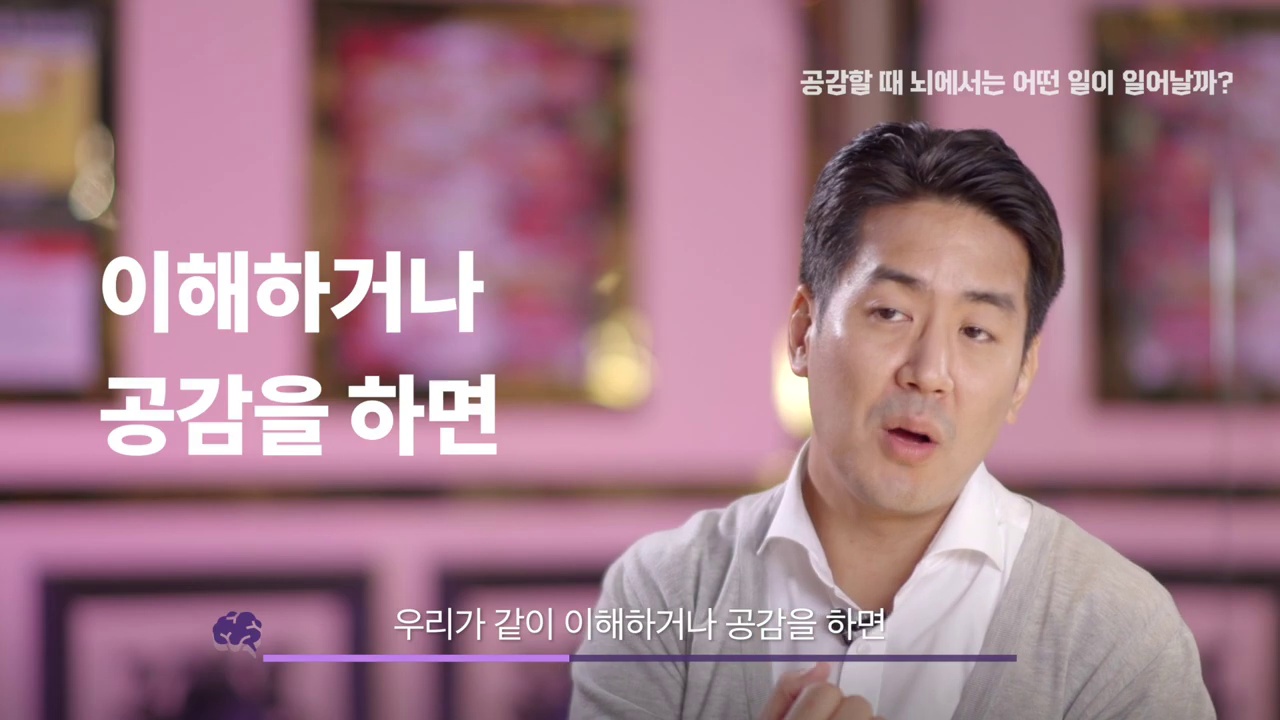 공감할 때 뇌에서는 어떤 일이 일어날까?
이해하거나
공감을 하면
우리가 같이 이해하거나 공감을 하면